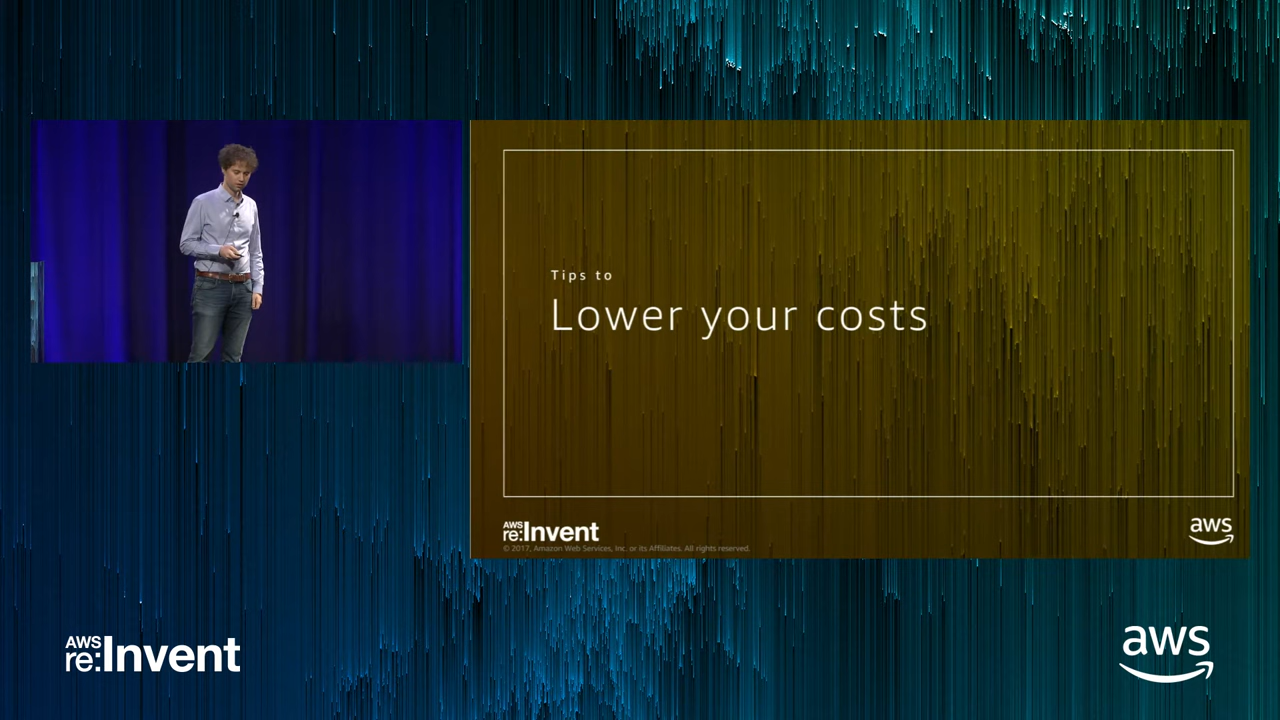 Tips to
Lower your costs
AWS
re:Invent
aws
© 2017, Amazon Web Services, Inc. or its Affiliates. All rights reserved.
AWS
re:Invent
aws